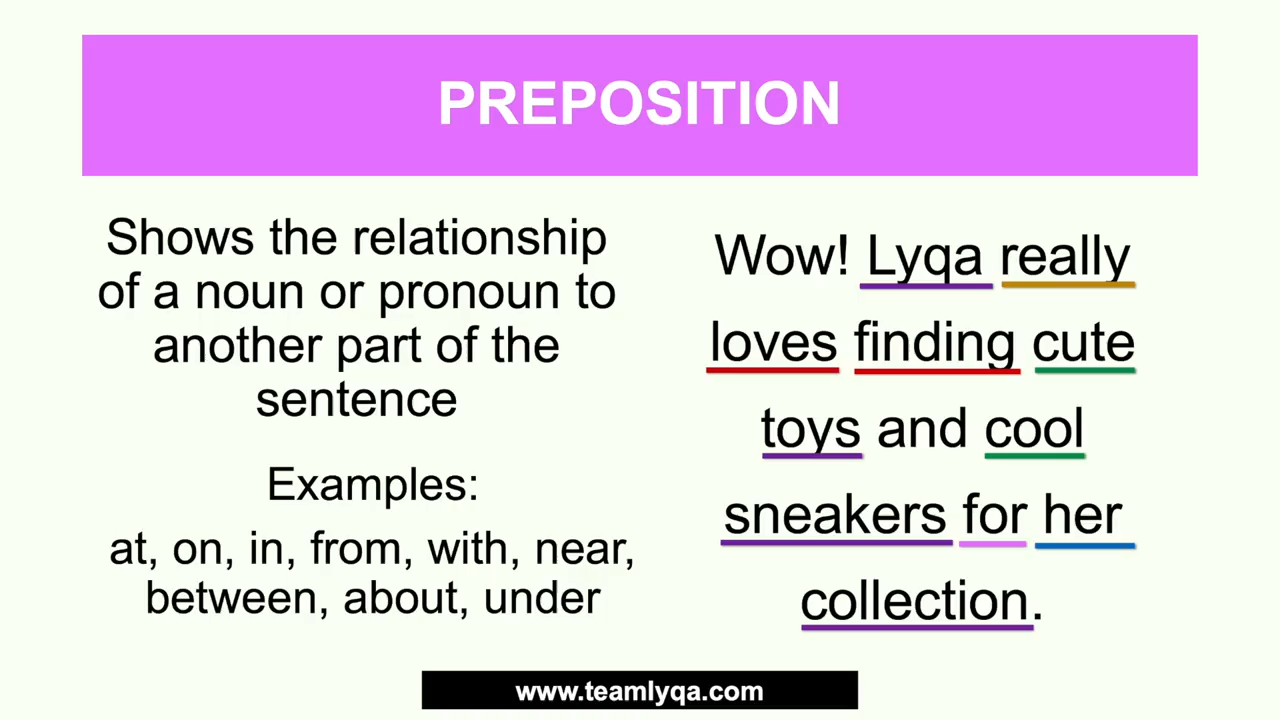 PREPOSITION
Shows the relationship
of a noun or pronoun to
another part of the
sentence
Examples:
at, on, in, from, with, near,
between, about, under
Wow! Lyqa really
loves finding cute
toys and cool
sneakers for her
collection.
www.teamlyqa.com